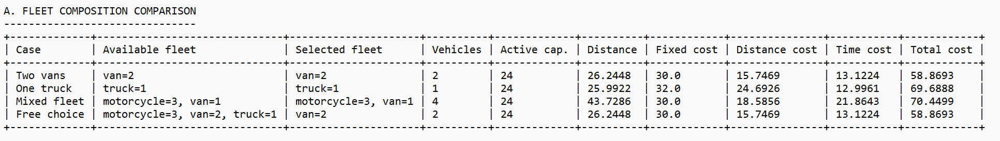 A. FLEET COMPOSITION COMPARISON
-------------------------------
+-------------+------------------------------+---------------------+----------+-------------+----------+------------+---------------+-----------+------------+
| Case        | Available fleet              | Selected fleet      | Vehicles | Active cap. | Distance | Fixed cost | Distance cost | Time cost | Total cost |
+-------------+------------------------------+---------------------+----------+-------------+----------+------------+---------------+-----------+------------+
| Two vans    | van=2                        | van=2               | 2        | 24          | 26.2448  | 30.0       | 15.7469       | 13.1224   | 58.8693    |
| One truck   | truck=1                      | truck=1             | 1        | 24          | 25.9922  | 32.0       | 24.6926       | 12.9961   | 69.6888    |
| Mixed fleet | motorcycle=3, van=1          | motorcycle=3, van=1 | 4        | 24          | 43.7286  | 30.0       | 18.5856       | 21.8643   | 70.4499    |
| Free choice | motorcycle=3, van=2, truck=1 | van=2               | 2        | 24          | 26.2448  | 30.0       | 15.7469       | 13.1224   | 58.8693    |
+-------------+------------------------------+---------------------+----------+-------------+----------+------------+---------------+-----------+------------+